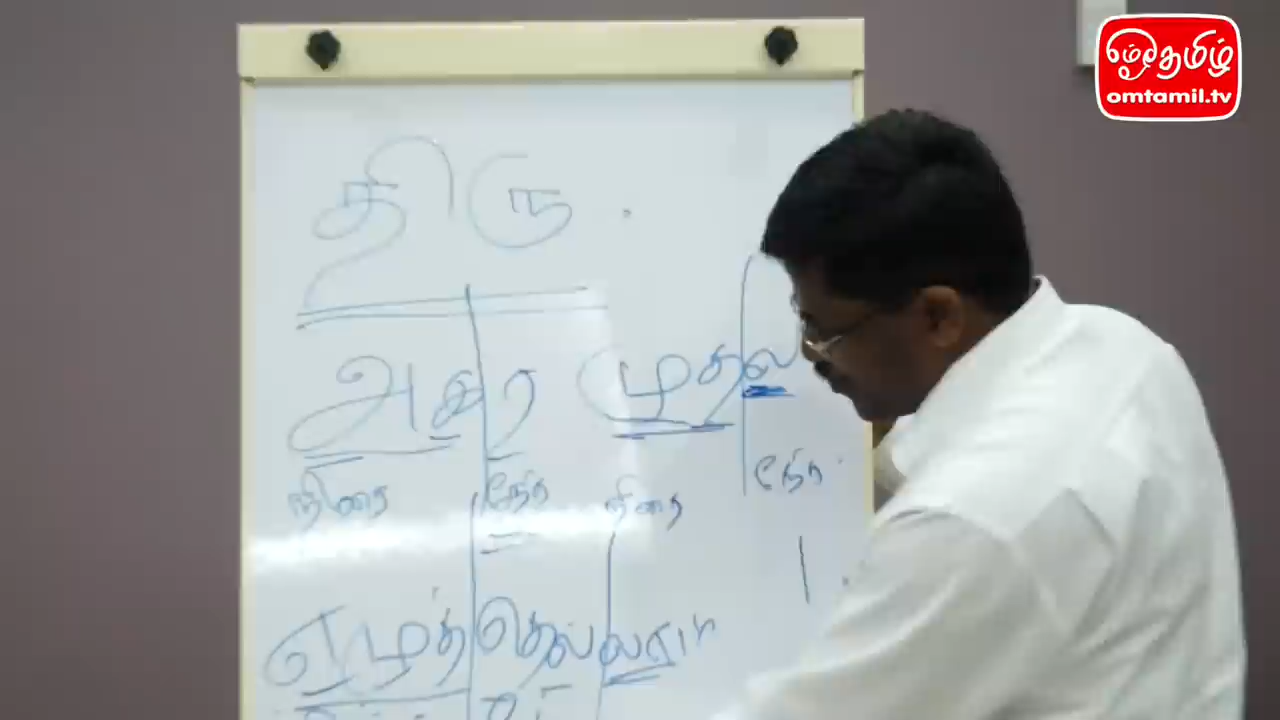 ஓம்தமிழ்
omtamil.tv
திரு
அகர முதல
நிரை நேர் நிரை நேர்
எழுத்தெல்லாம்